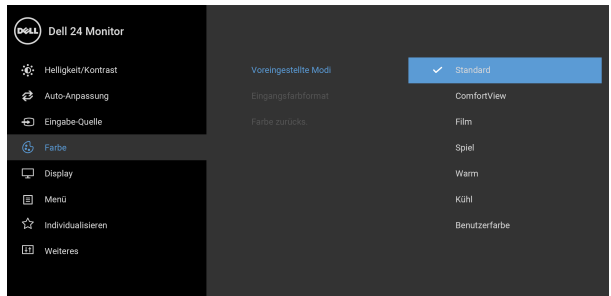 DELL Dell 24 Monitor
Helligkeit/Kontrast
Auto-Anpassung
Eingabe-Quelle
Farbe
Display
Menü
Individualisieren
Weiteres
Voreingestellte Modi
Eingangsfarbformat
Farbe zurücks.
Standard
ComfortView
Film
Spiel
Warm
Kühl
Benutzerfarbe